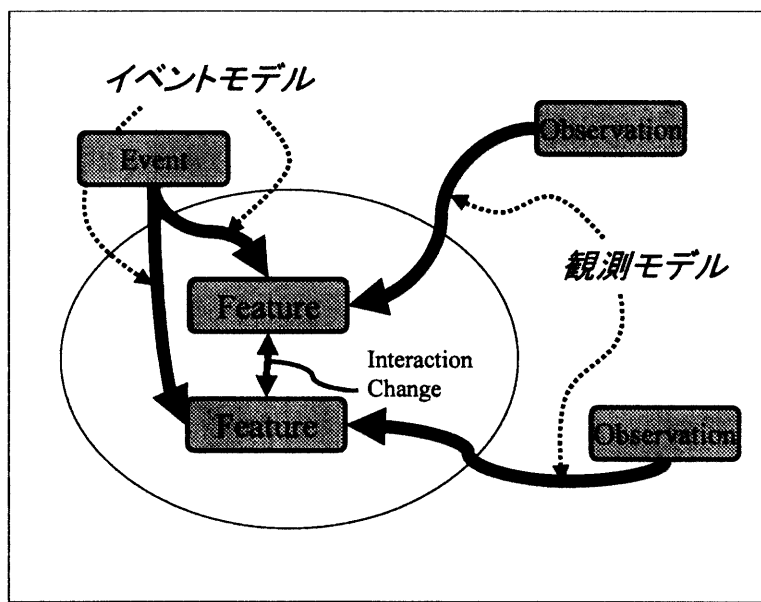 イベントモデル
Event
Observation
観測モデル
Feature
Interaction
Change
Feature
Observation